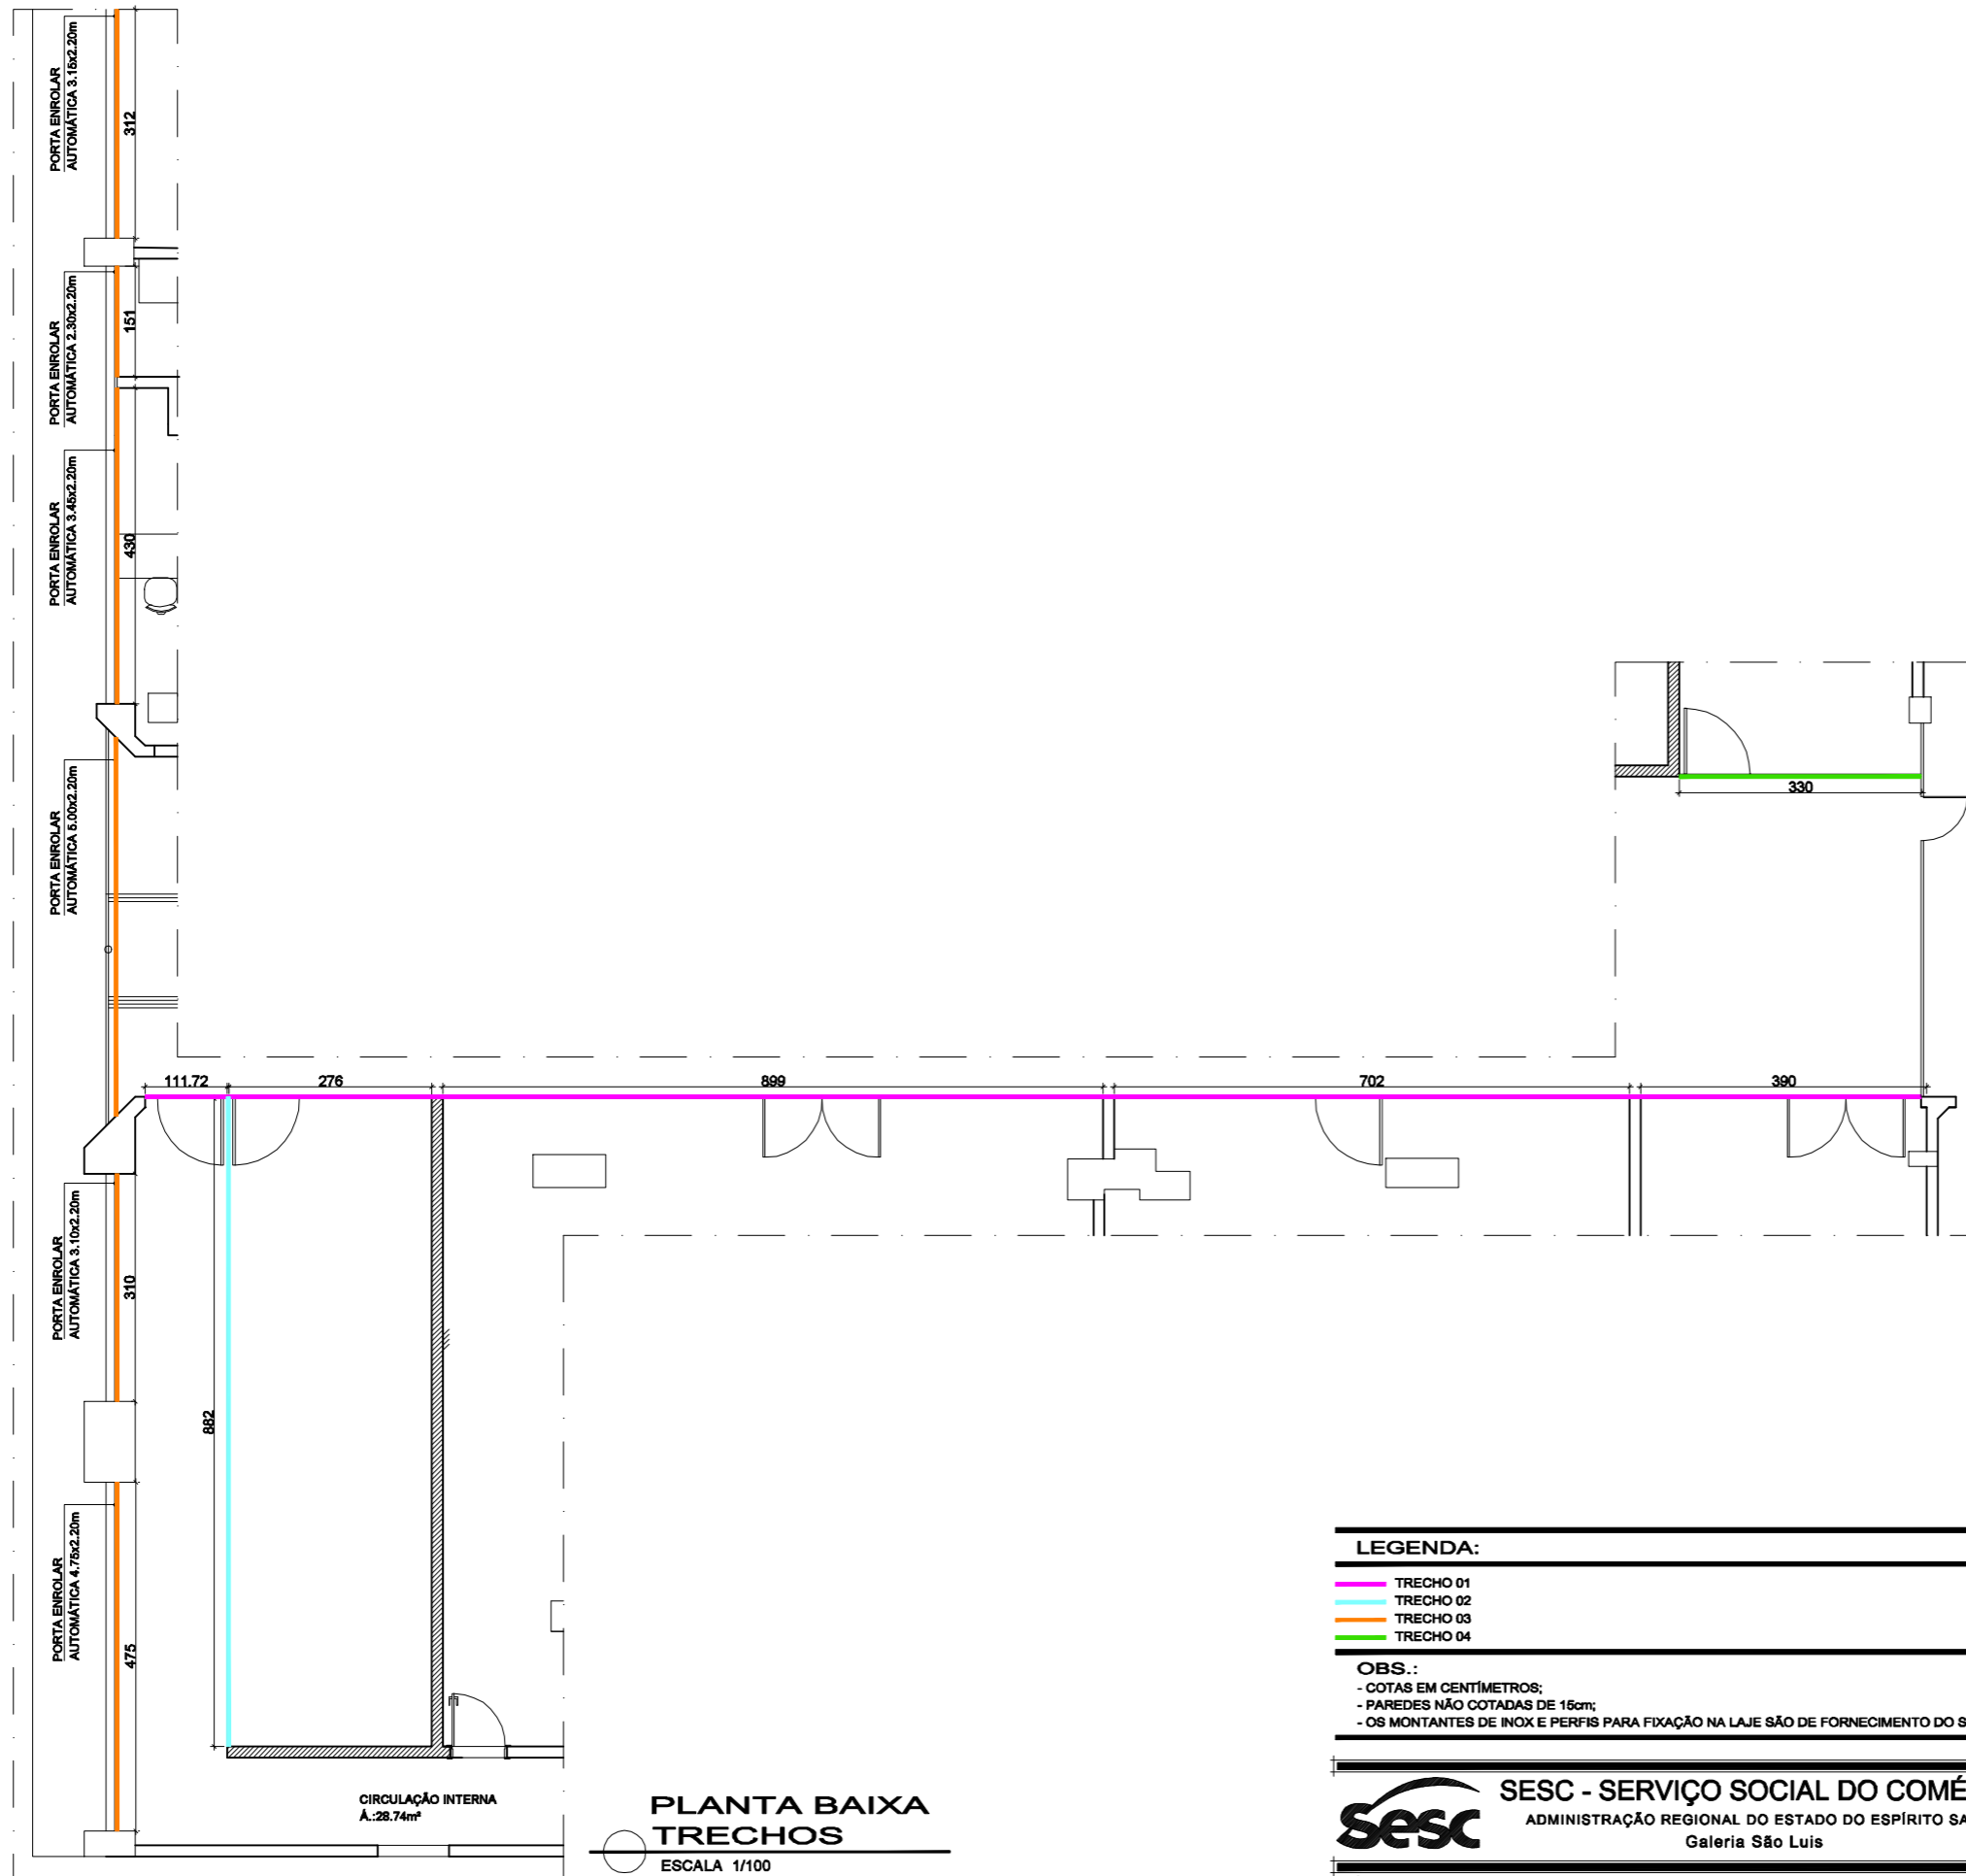 PORTA ENROLAR
AUTOMÁTICA 3.15x2.20m
312
PORTA ENROLAR
AUTOMÁTICA 2.30x2.20m
151
PORTA ENROLAR
AUTOMÁTICA 3.45x2.20m
430
PORTA ENROLAR
AUTOMÁTICA 5.00x2.20m
330
111.72
276
899
702
390
PORTA ENROLAR
AUTOMÁTICA 3.10x2.20m
310
882
PORTA ENROLAR
AUTOMÁTICA 4.75x2.20m
475
CIRCULAÇÃO INTERNA
Á.:28.74m²
PLANTA BAIXA
TRECHOS
ESCALA 1/100
LEGENDA:
TRECHO 01
TRECHO 02
TRECHO 03
TRECHO 04
OBS.:
- COTAS EM CENTÍMETROS;
- PAREDES NÃO COTADAS DE 15cm;
- OS MONTANTES DE INOX E PERFIS PARA FIXAÇÃO NA LAJE SÃO DE FORNECIMENTO DO S
sesc
SESC - SERVIÇO SOCIAL DO COMÉ
ADMINISTRAÇÃO REGIONAL DO ESTADO DO ESPÍRITO SA
Galeria São Luis